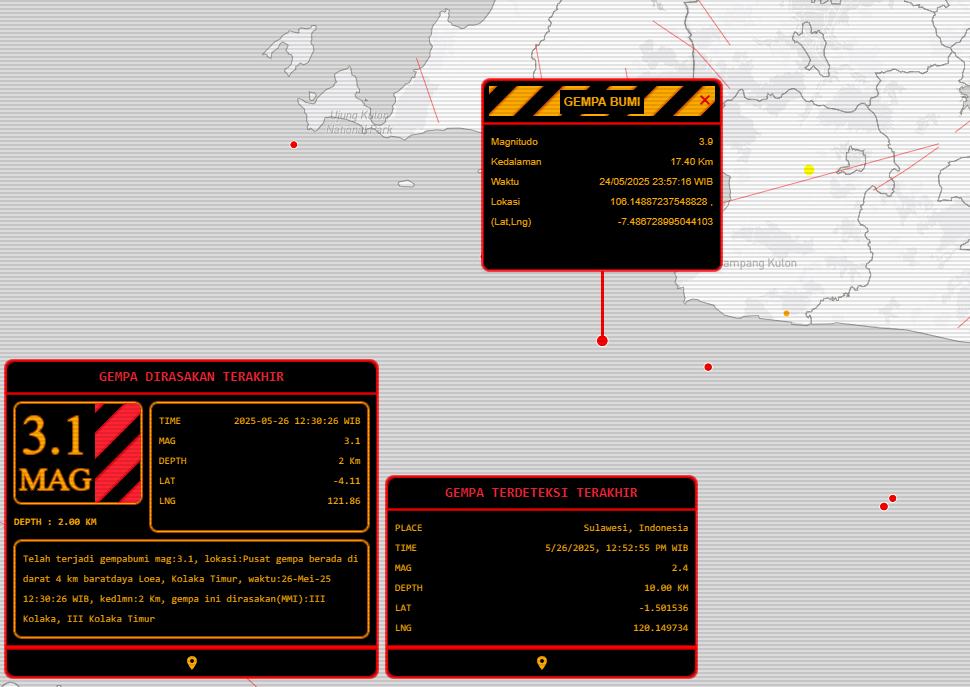 Ujung Kulon
National Park
GEMPA BUMI
Magnitudo 3.9
Kedalaman 17.40 Km
Waktu 24/05/2025 23:57:16 WIB
Lokasi 106.14887237548828 ,
(Lat,Lng) -7.486728995044103
ampang Kulon
GEMPA DIRASAKAN TERAKHIR
3.1
MAG
DEPTH : 2.00 KM
TIME 2025-05-26 12:30:26 WIB
MAG 3.1
DEPTH 2 Km
LAT -4.11
LNG 121.86
Telah terjadi gempabumi mag:3.1, lokasi:Pusat gempa berada di
darat 4 km baratdaya Loea, Kolaka Timur, waktu:26-Mei-25
12:30:26 WIB, kedlmn:2 Km, gempa ini dirasakan(MMI):III
Kolaka, III Kolaka Timur
GEMPA TERDETEKSI TERAKHIR
PLACE Sulawesi, Indonesia
TIME 5/26/2025, 12:52:55 PM WIB
MAG 2.4
DEPTH 10.00 KM
LAT -1.501536
LNG 120.149734